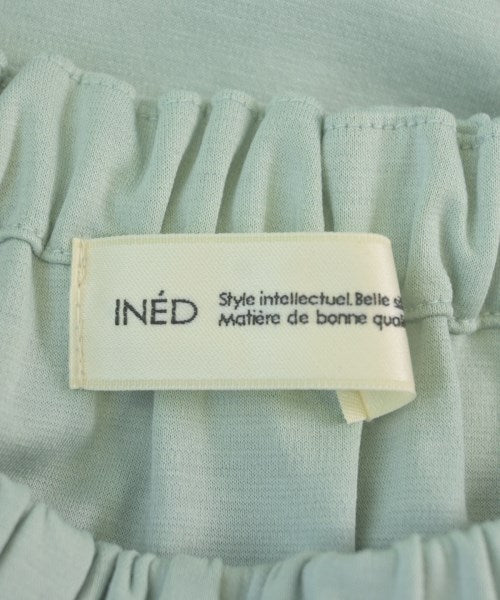 INÉD
Style intellectuel. Belle
Matière de bonne